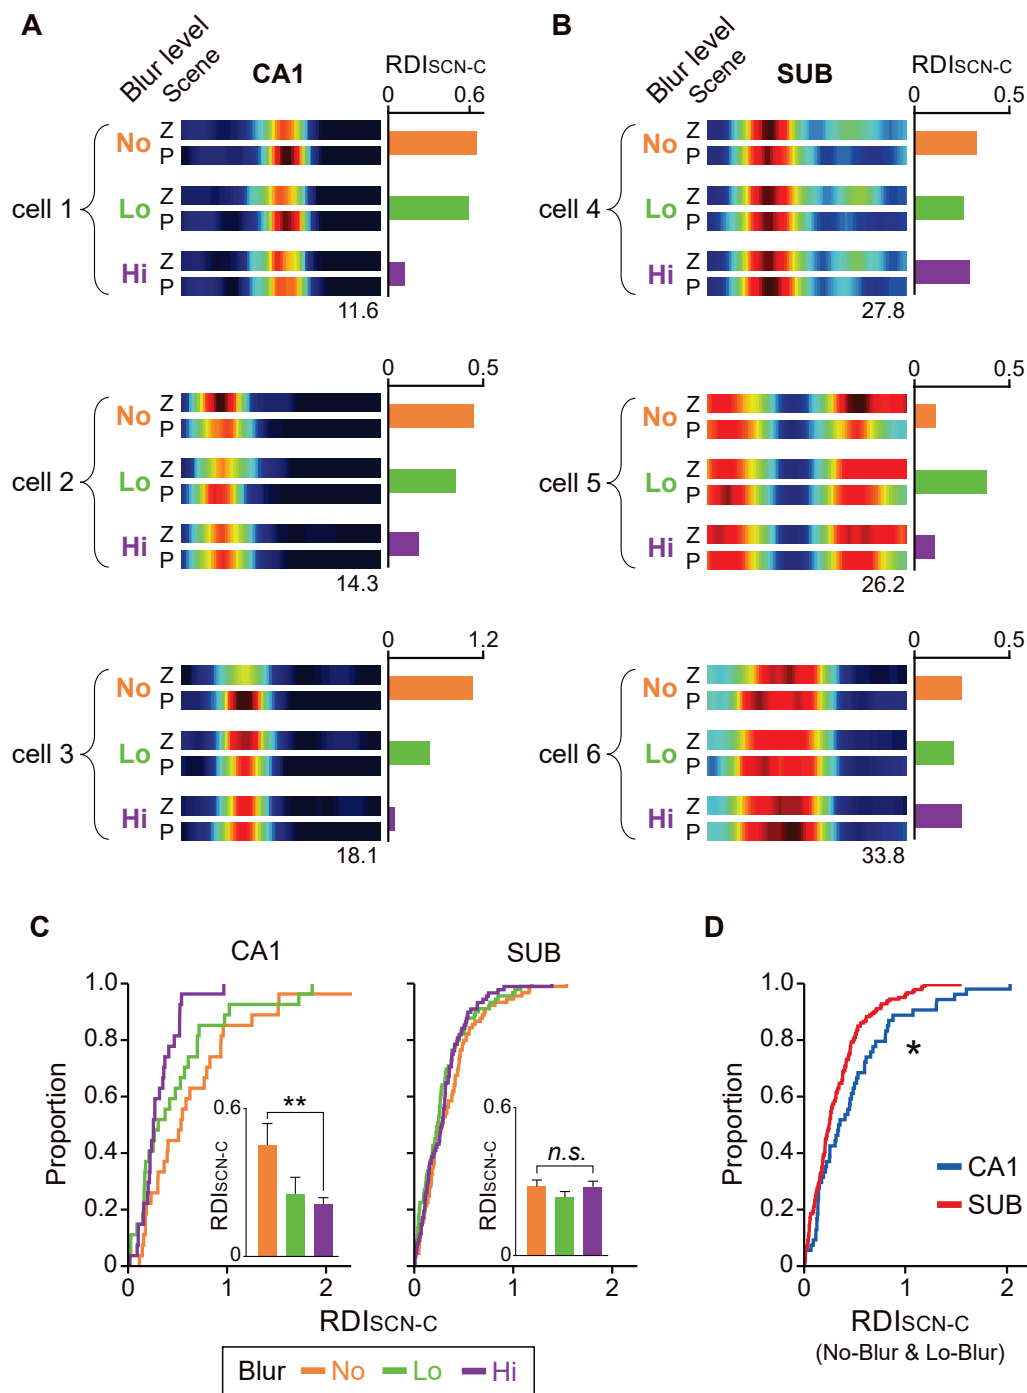 A
Blur level
Scene
CA1
RDISCN-C
0 0.6
cell 1
No
Z
P
Lo
Z
P
Hi
Z
P
11.6
0 0.5
cell 2
No
Z
P
Lo
Z
P
Hi
Z
P
14.3
0 1.2
cell 3
No
Z
P
Lo
Z
P
Hi
Z
P
18.1
B
Blur level
Scene
SUB
RDISCN-C
0 0.5
cell 4
No
Z
P
Lo
Z
P
Hi
Z
P
27.8
0 0.5
cell 5
No
Z
P
Lo
Z
P
Hi
Z
P
26.2
0 0.5
cell 6
No
Z
P
Lo
Z
P
Hi
Z
P
33.8
C
CA1
Proportion
1.0
0.8
0.6
0.4
0.2
0
0 1 2
RDISCN-C
0.6
0
**
SUB
0 1 2
RDISCN-C
0.6
0
n.s.
RDISCN-C
Blur No Lo Hi
D
Proportion
1.0
0.8
0.6
0.4
0.2
0
*
CA1
SUB
0 1 2
RDISCN-C
(No-Blur & Lo-Blur)